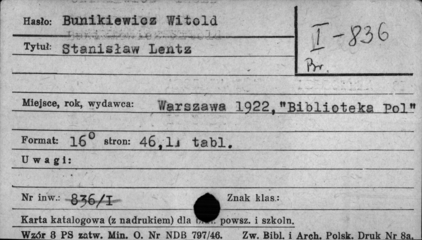 Hasło: Bunikiewicz Witold
Tytuł: Stanisław Lentz
I-836
Br.
Miejsce, rok, wydawca: Warszawa 1922, "Biblioteka Pol"
Format: 16° stron: 46,1 tabl.
Uwagi:
Nr inw.: 836/I Znak klas.:
Karta katalogowa (z nadrukiem) dla powsz. i szkoln.
Wzór 3 PS zatw. Min. O. Nr NDB 797/46. Zw. Bibl. i Arch. Polsk. Druk Nr 8a.